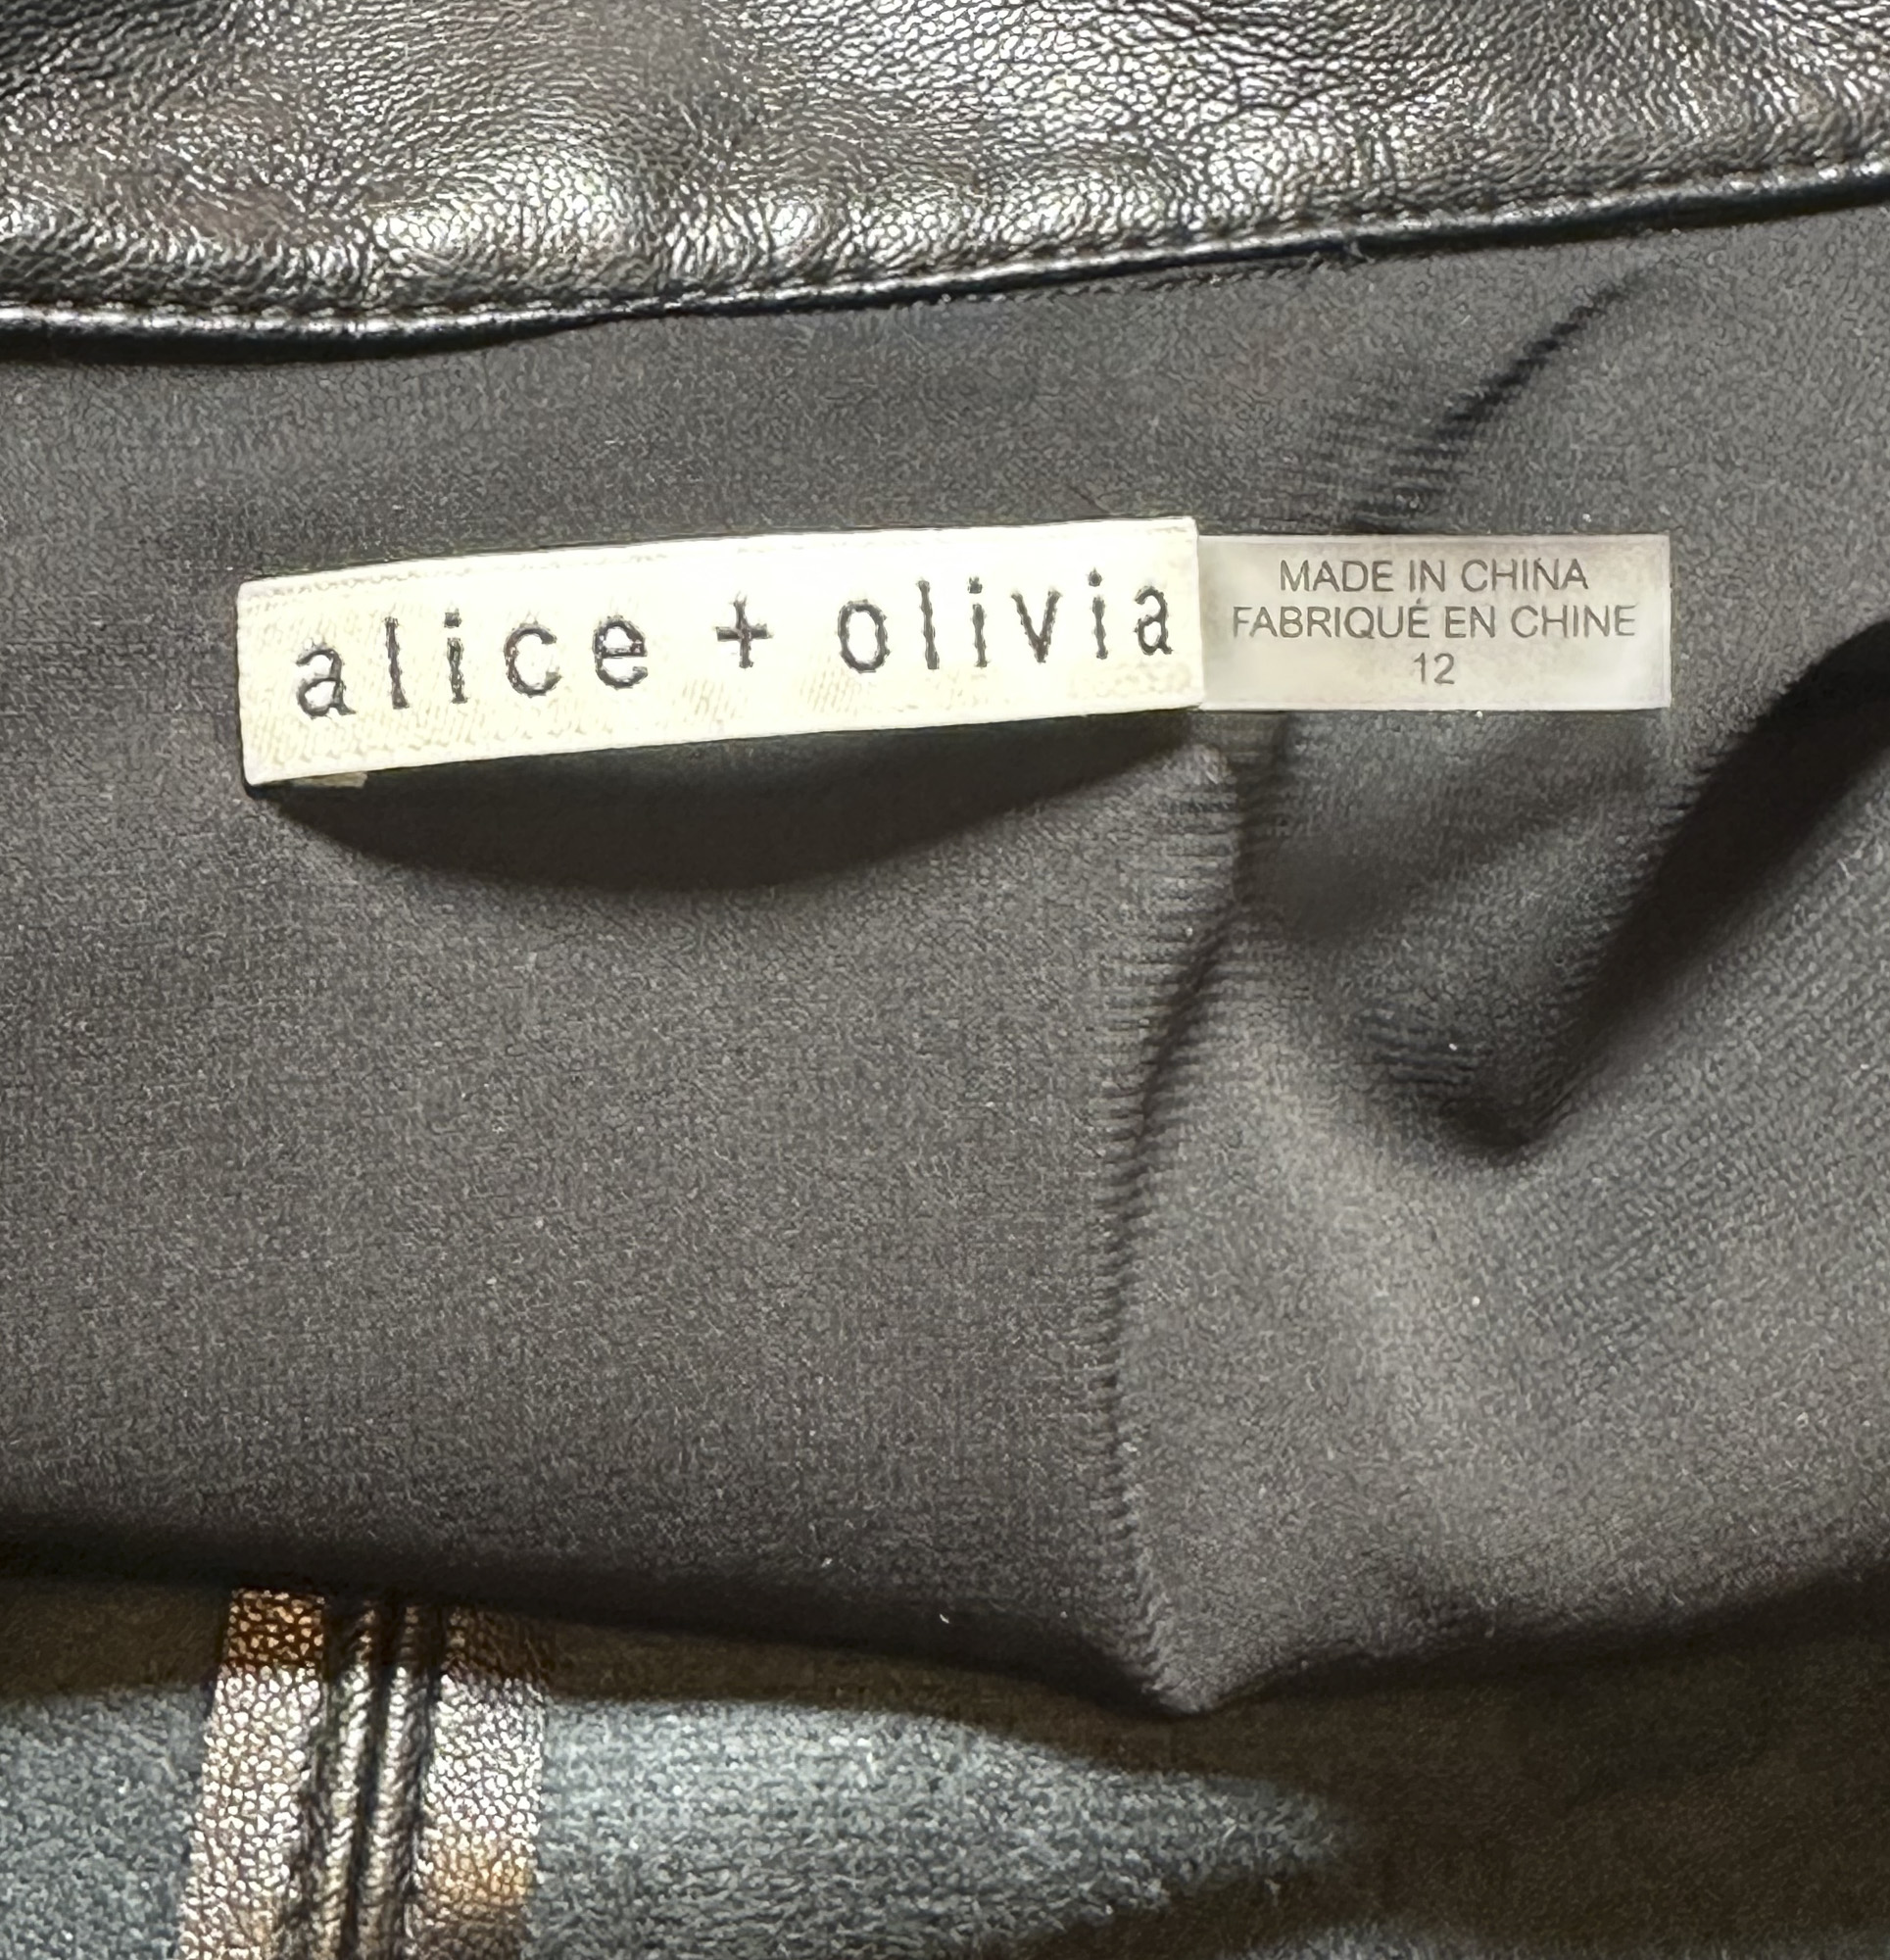 alice + olivia
MADE IN CHINA
FABRIQUÉ EN CHINE
12